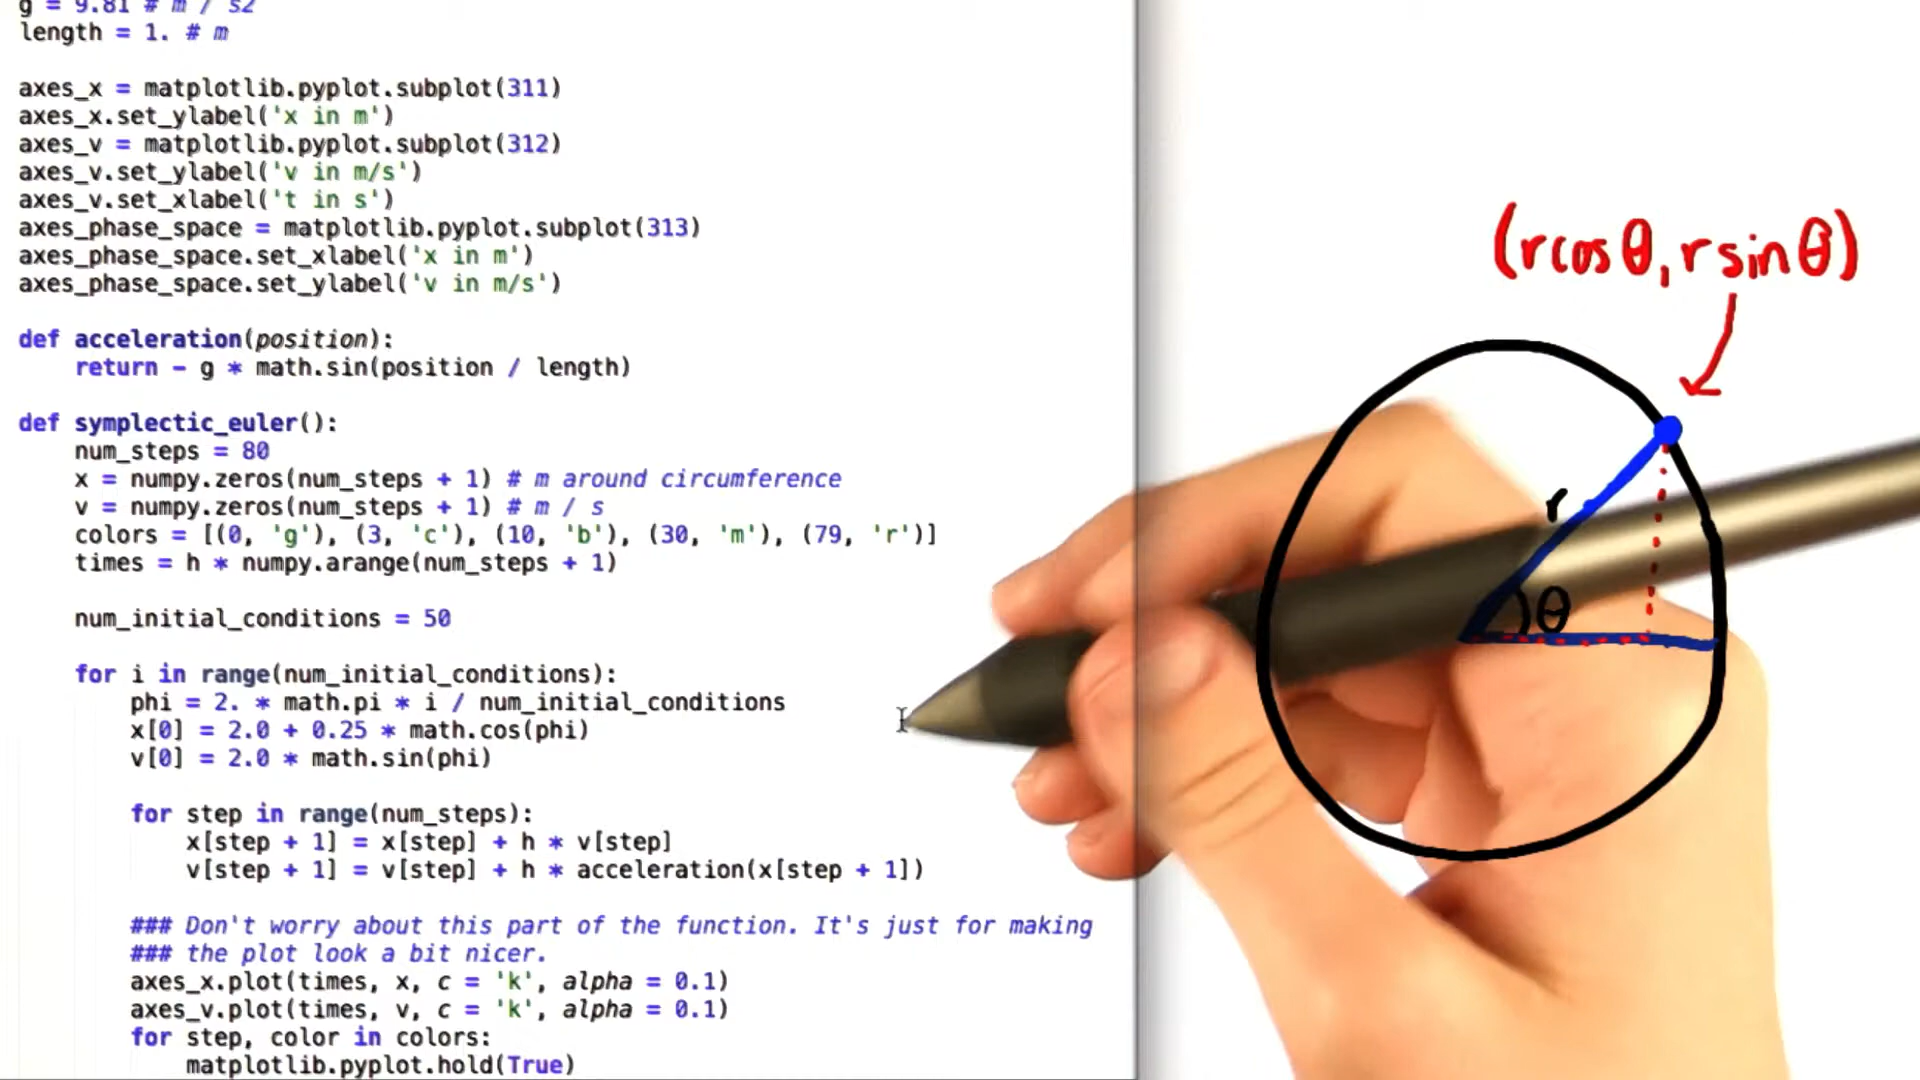 g = 9.81 # m / s2
length = 1. # m
axes_x = matplotlib.pyplot.subplot(311)
axes_x.set_ylabel('x in m')
axes_v = matplotlib.pyplot.subplot(312)
axes_v.set_ylabel('v in m/s')
axes_v.set_xlabel('t in s')
axes_phase_space = matplotlib.pyplot.subplot(313)
axes_phase_space.set_xlabel('x in m')
axes_phase_space.set_ylabel('v in m/s')
def acceleration(position):
    return - g * math.sin(position / length)
def symplectic_euler():
    num_steps = 80
    x = numpy.zeros(num_steps + 1) # m around circumference
    v = numpy.zeros(num_steps + 1) # m / s
    colors = [(0, 'g'), (3, 'c'), (10, 'b'), (30, 'm'), (79, 'r')]
    times = h * numpy.arange(num_steps + 1)
    num_initial_conditions = 50
    for i in range(num_initial_conditions):
        phi = 2. * math.pi * i / num_initial_conditions
        x[0] = 2.0 + 0.25 * math.cos(phi)
        v[0] = 2.0 * math.sin(phi)
        for step in range(num_steps):
            x[step + 1] = x[step] + h * v[step]
            v[step + 1] = v[step] + h * acceleration(x[step + 1])
        ### Don't worry about this part of the function. It's just for making
        ### the plot look a bit nicer.
        axes_x.plot(times, x, c = 'k', alpha = 0.1)
        axes_v.plot(times, v, c = 'k', alpha = 0.1)
        for step, color in colors:
            matplotlib.pyplot.hold(True)
(rcosθ, rsinθ)
r
θ